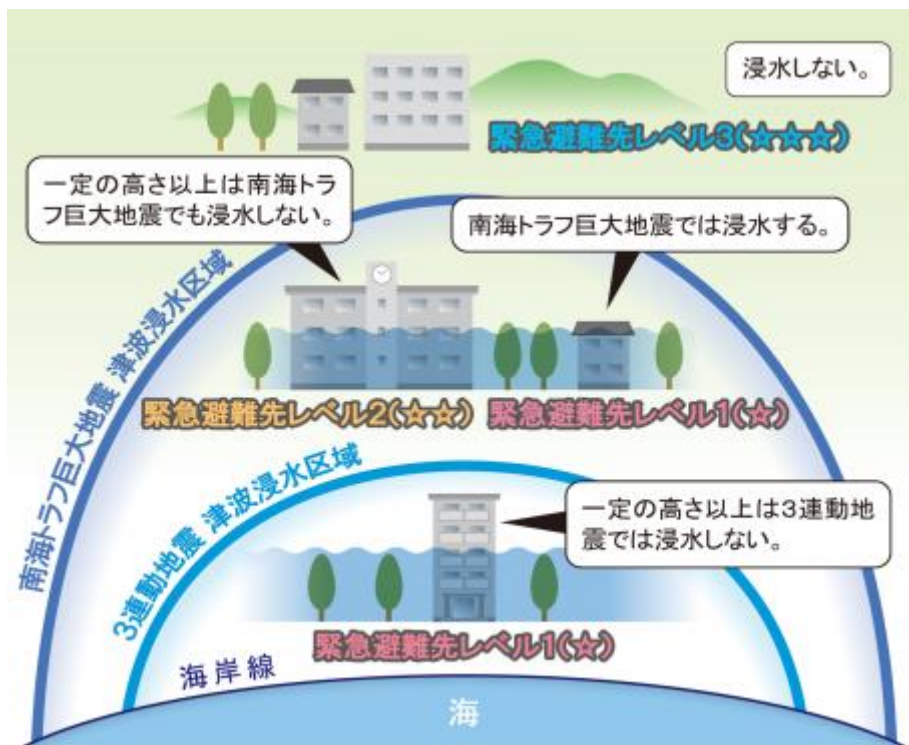 浸水しない。
緊急避難先レベル3(☆☆☆)
一定の高さ以上は南海トラ
フ巨大地震でも浸水しない。
南海トラフ巨大地震では浸水する。
南海トラフ巨大地震 津波浸水区域
緊急避難先レベル2(☆☆)
緊急避難先レベル1(☆)
3連動地震 津波浸水区域
一定の高さ以上は3連動地
震では浸水しない。
緊急避難先レベル1(☆)
海岸線
海